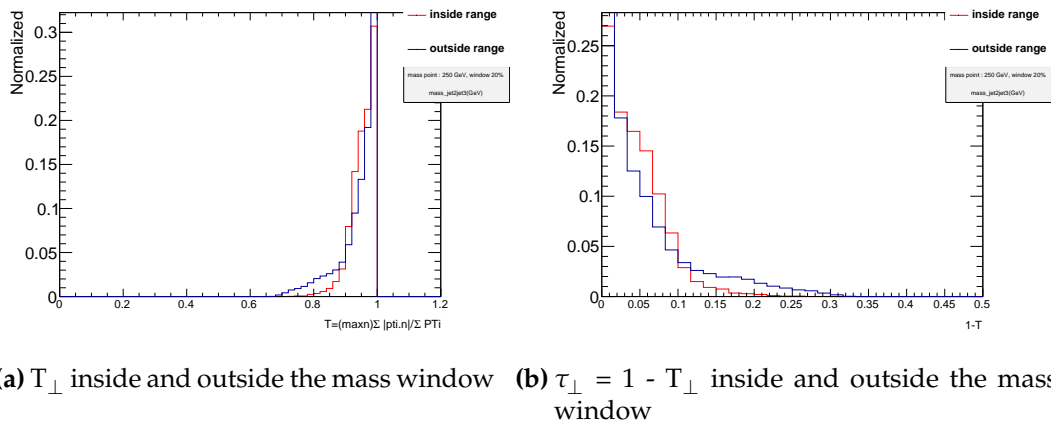 Normalized
0.3
0.25
0.2
0.15
0.1
0.05
0
0 0.2 0.4 0.6 0.8 1 1.2
T=(maxn)Σ |pti.n|/Σ PTi
inside range
outside range
mass point : 250 GeV, window 20%
mass_jet2jet3(GeV)
Normalized
0.25
0.2
0.15
0.1
0.05
0
0 0.05 0.1 0.15 0.2 0.25 0.3 0.35 0.4 0.45 0.5
1-T
inside range
outside range
mass point : 250 GeV, window 20%
mass_jet2jet3(GeV)
(a) T⊥ inside and outside the mass window
(b) τ⊥ = 1 - T⊥ inside and outside the mass
window